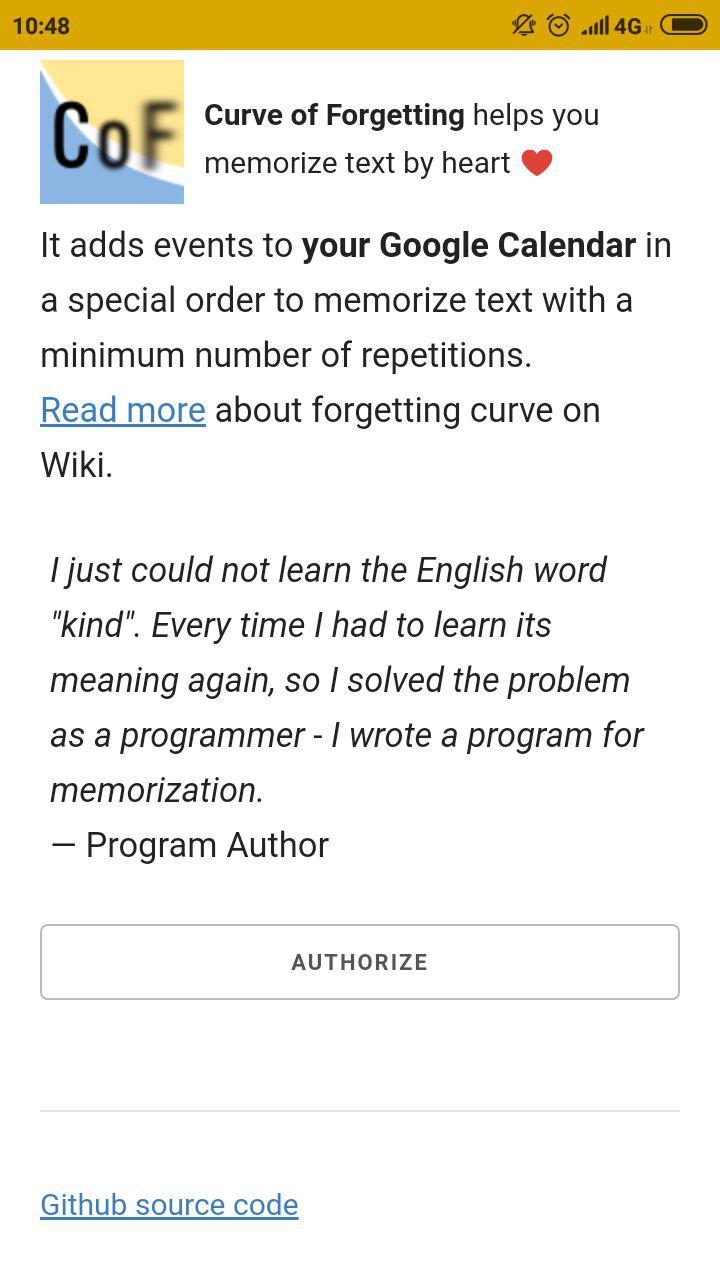 10:48
4G
CoF
Curve of Forgetting helps you
memorize text by heart ❤️
It adds events to your Google Calendar in
a special order to memorize text with a
minimum number of repetitions.
Read more about forgetting curve on
Wiki.
I just could not learn the English word
"kind". Every time I had to learn its
meaning again, so I solved the problem
as a programmer - I wrote a program for
memorization.
— Program Author
AUTHORIZE
Github source code